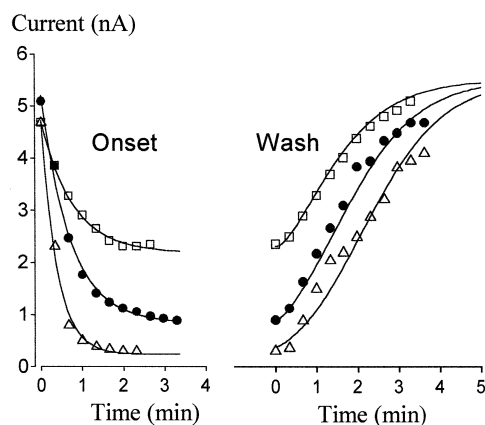 Current (nA)
6
5
4
3
2
1
0
Onset
Wash
0 1 2 3 4
0 1 2 3 4 5
Time (min)
Time (min)